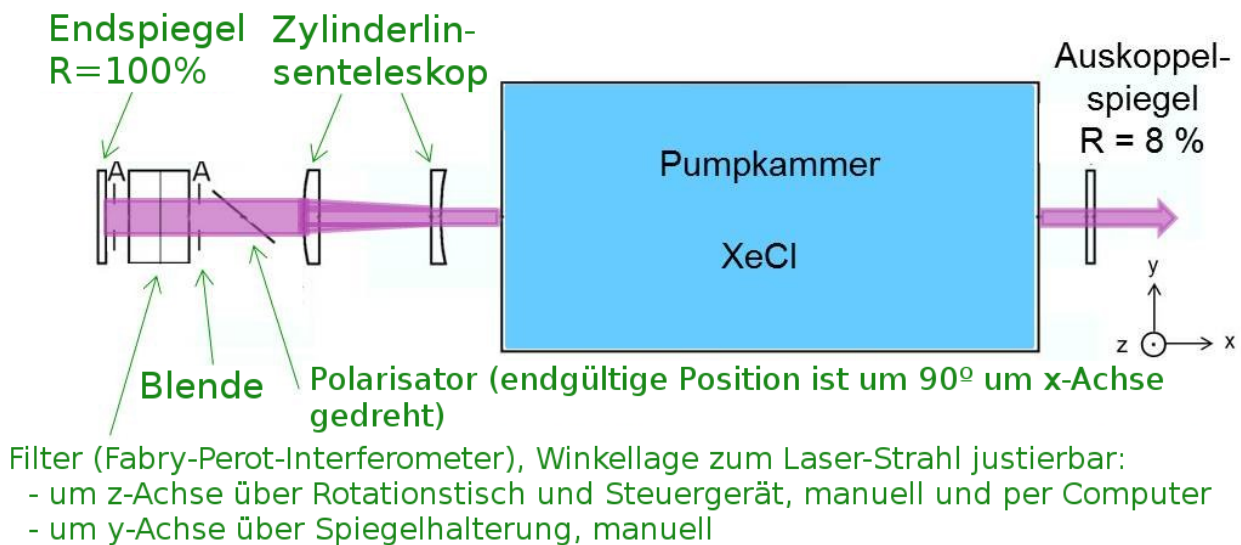 Endspiegel
R=100%
Zylinderlin-
senteleskop
Auskoppel-
spiegel
R = 8 %
A
A
Pumpkammer
XeCl
y
x
z
Blende
Polarisator (endgültige Position ist um 90º um x-Achse
gedreht)
Filter (Fabry-Perot-Interferometer), Winkellage zum Laser-Strahl justierbar:
- um z-Achse über Rotationstisch und Steuergerät, manuell und per Computer
- um y-Achse über Spiegelhalterung, manuell